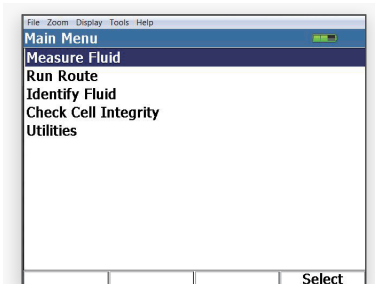 File Zoom Display Tools Help
Main Menu
Measure Fluid
Run Route
Identify Fluid
Check Cell Integrity
Utilities
Select